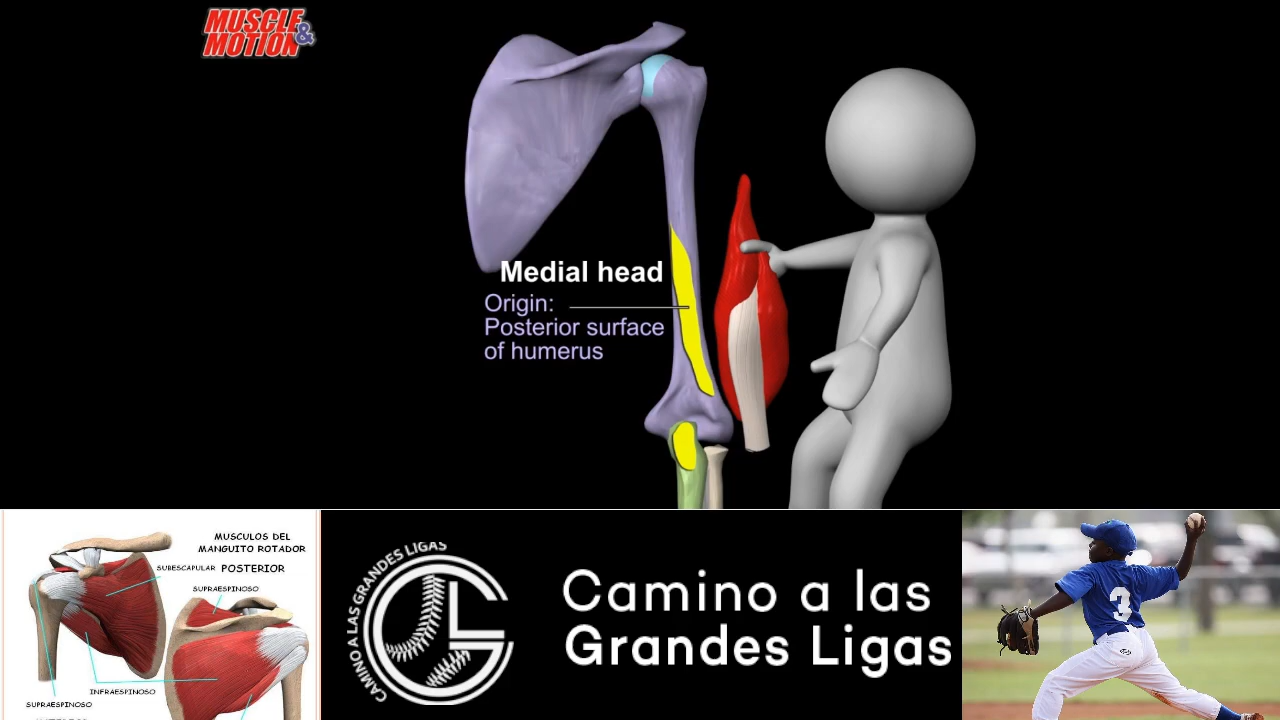 MUSCLE &
MOTION
Medial head
Origin:
Posterior surface
of humerus
MUSCULOS DEL
MANGUITO ROTADOR
SUBESCAPULAR POSTERIOR
SUPRAESPINOSO
INFRAESPINOSO
SUPRAESPINOSO
CAMINO A LAS GRANDES LIGAS
Camino a las
Grandes Ligas
3